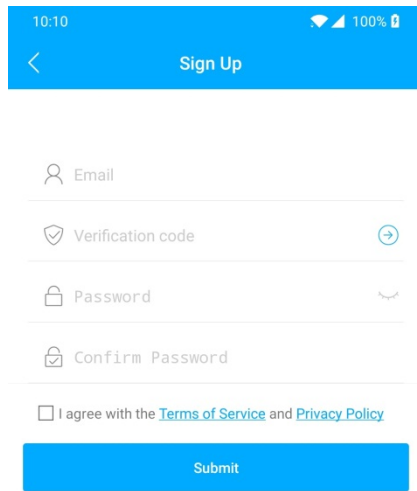 10:10 100%
Sign Up
Email
Verification code
Password
Confirm Password
I agree with the Terms of Service and Privacy Policy
Submit